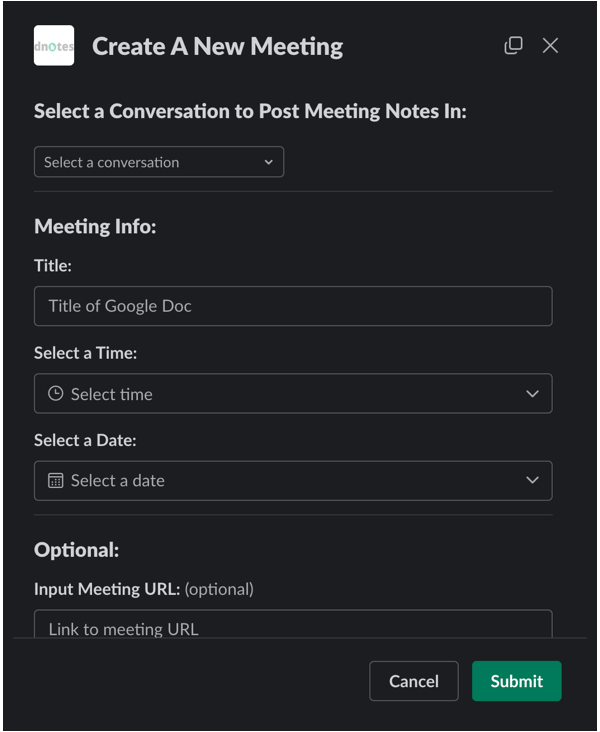 dnotes
Create A New Meeting
Select a Conversation to Post Meeting Notes In:
Select a conversation
Meeting Info:
Title:
Title of Google Doc
Select a Time:
Select time
Select a Date:
Select a date
Optional:
Input Meeting URL: (optional)
Link to meeting URL
Cancel
Submit